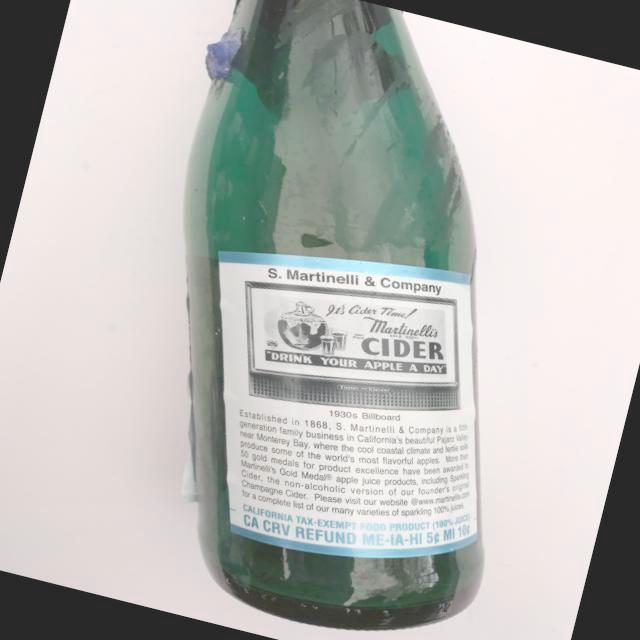 S. Martinelli & Company
It's Cider Time!
Martinelli's
CIDER
"DRINK YOUR APPLE A DAY"
1930s Billboard
Established in 1868, S. Martinelli & Company is a fifth
generation family business in California's beautiful Pajaro Valley
near Monterey Bay, where the cool coastal climate and fertile soils
produce some of the world's most flavorful apples. More than
50 gold medals for product excellence have been awarded to
Martinelli's Gold Medal® apple juice products, including Sparkling
Cider, the non-alcoholic version of our founder's original
Champagne Cider. Please visit our website @www.martinellis.com
for a complete list of our many varieties of sparkling 100% juices.
CALIFORNIA TAX-EXEMPT FOOD PRODUCT (100% JUICE)
CA CRV REFUND ME-IA-HI 5¢ MI 10¢